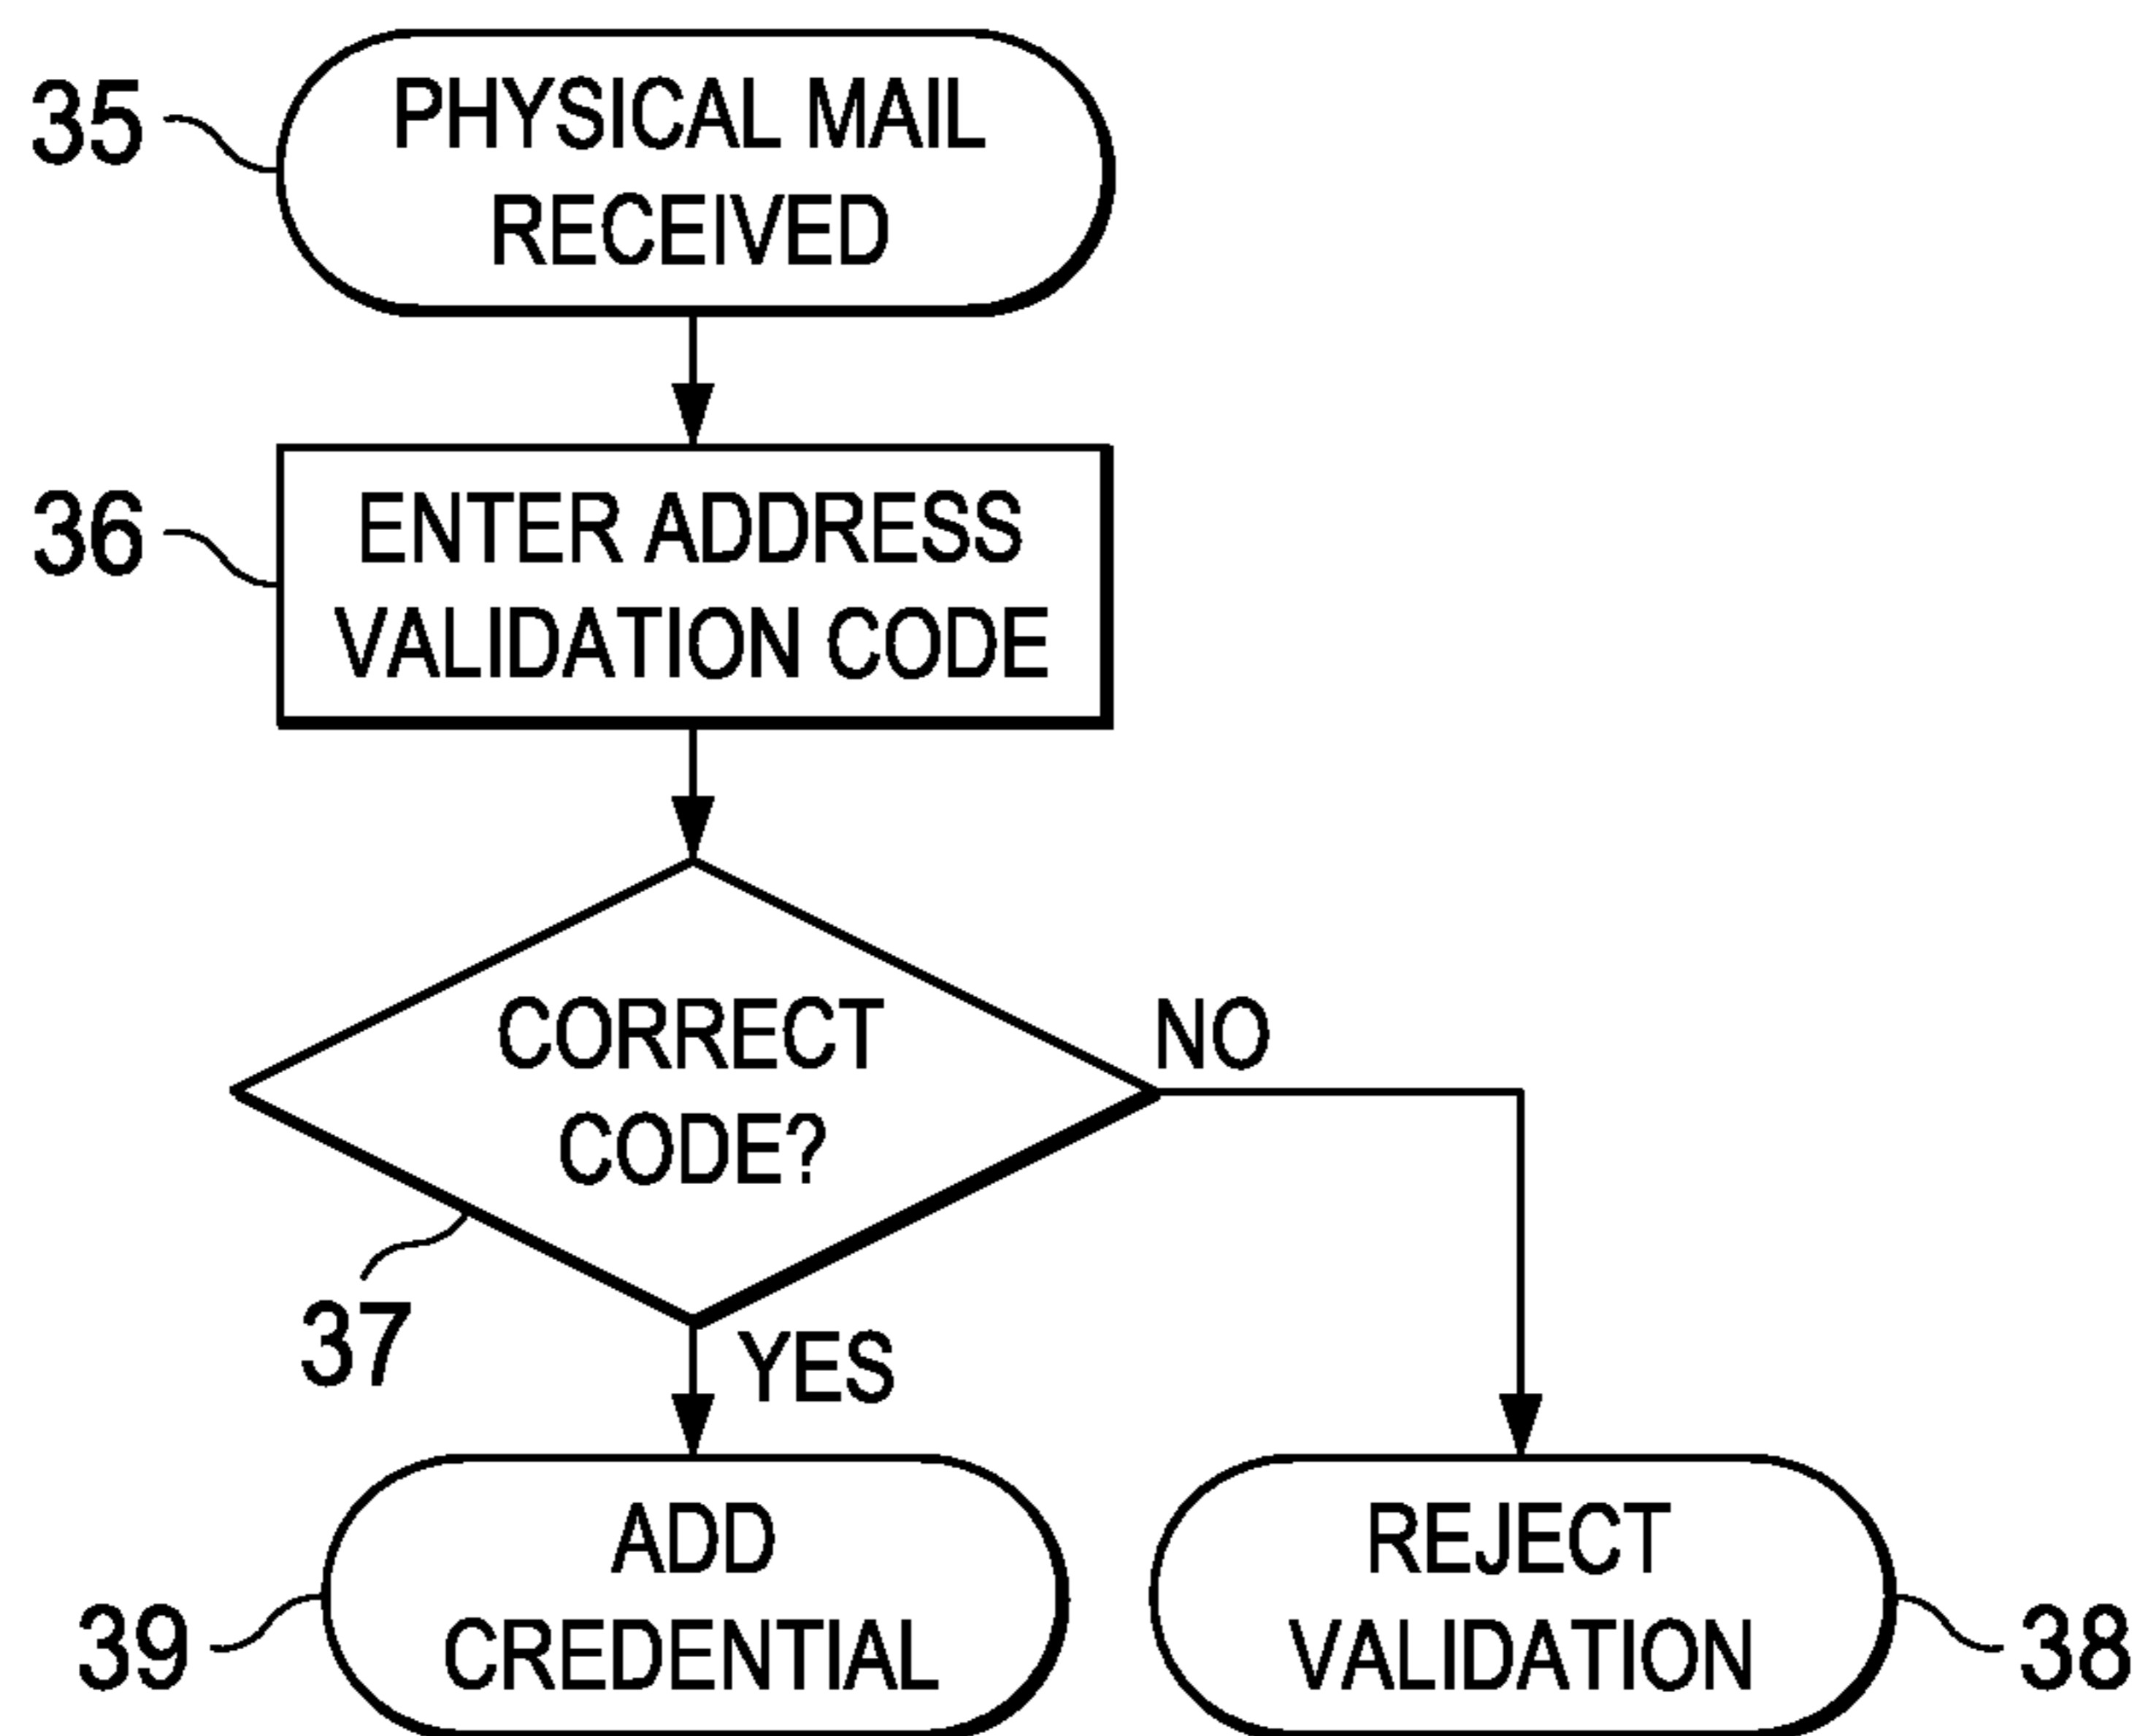 35
PHYSICAL MAIL
RECEIVED
36
ENTER ADDRESS
VALIDATION CODE
CORRECT
CODE?
NO
37
YES
ADD
CREDENTIAL
39
REJECT
VALIDATION
38